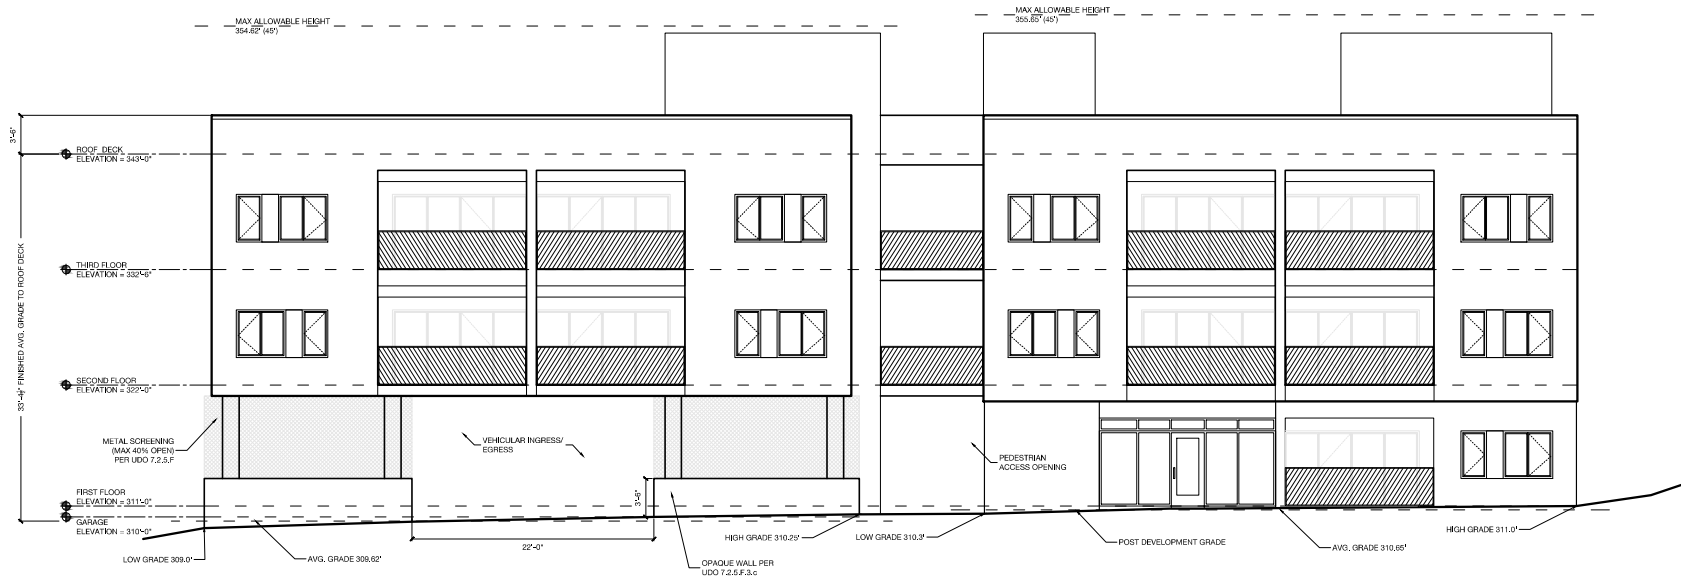 MAX ALLOWABLE HEIGHT
354.62' (45')
MAX ALLOWABLE HEIGHT
355.65' (45')
3'-6"
ROOF DECK
ELEVATION = 343'-0"
THIRD FLOOR
ELEVATION = 332'-6"
SECOND FLOOR
ELEVATION = 322'-0"
33'-4½" FINISHED AVG. GRADE TO ROOF DECK
METAL SCREENING
(MAX 40% OPEN)
PER UDO 7.2.5.F
VEHICULAR INGRESS/
EGRESS
PEDESTRIAN
ACCESS OPENING
FIRST FLOOR
ELEVATION = 311'-0"
GARAGE
ELEVATION = 310'-0"
3'-6"
LOW GRADE 309.0'
AVG. GRADE 309.62'
22'-0"
OPAQUE WALL PER
UDO 7.2.5.F.3.c
HIGH GRADE 310.25'
LOW GRADE 310.3'
POST DEVELOPMENT GRADE
AVG. GRADE 310.65'
HIGH GRADE 311.0'